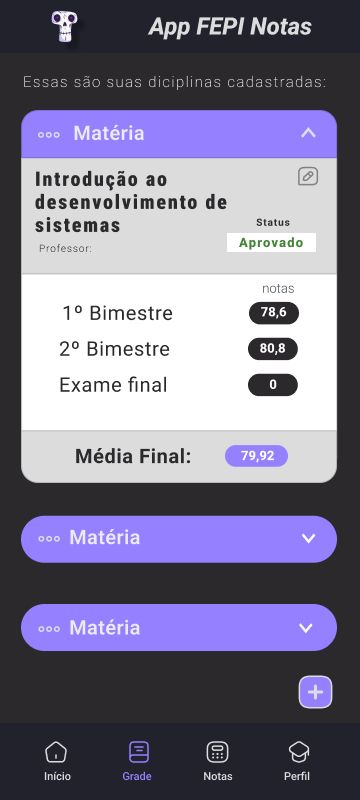 App FEPI Notas
Essas são suas diciplinas cadastradas:
Matéria
Introdução ao
desenvolvimento de
sistemas
Professor:
Status
Aprovado
notas
1º Bimestre 78,6
2º Bimestre 80,8
Exame final 0
Média Final: 79,92
Matéria
Matéria
Início Grade Notas Perfil